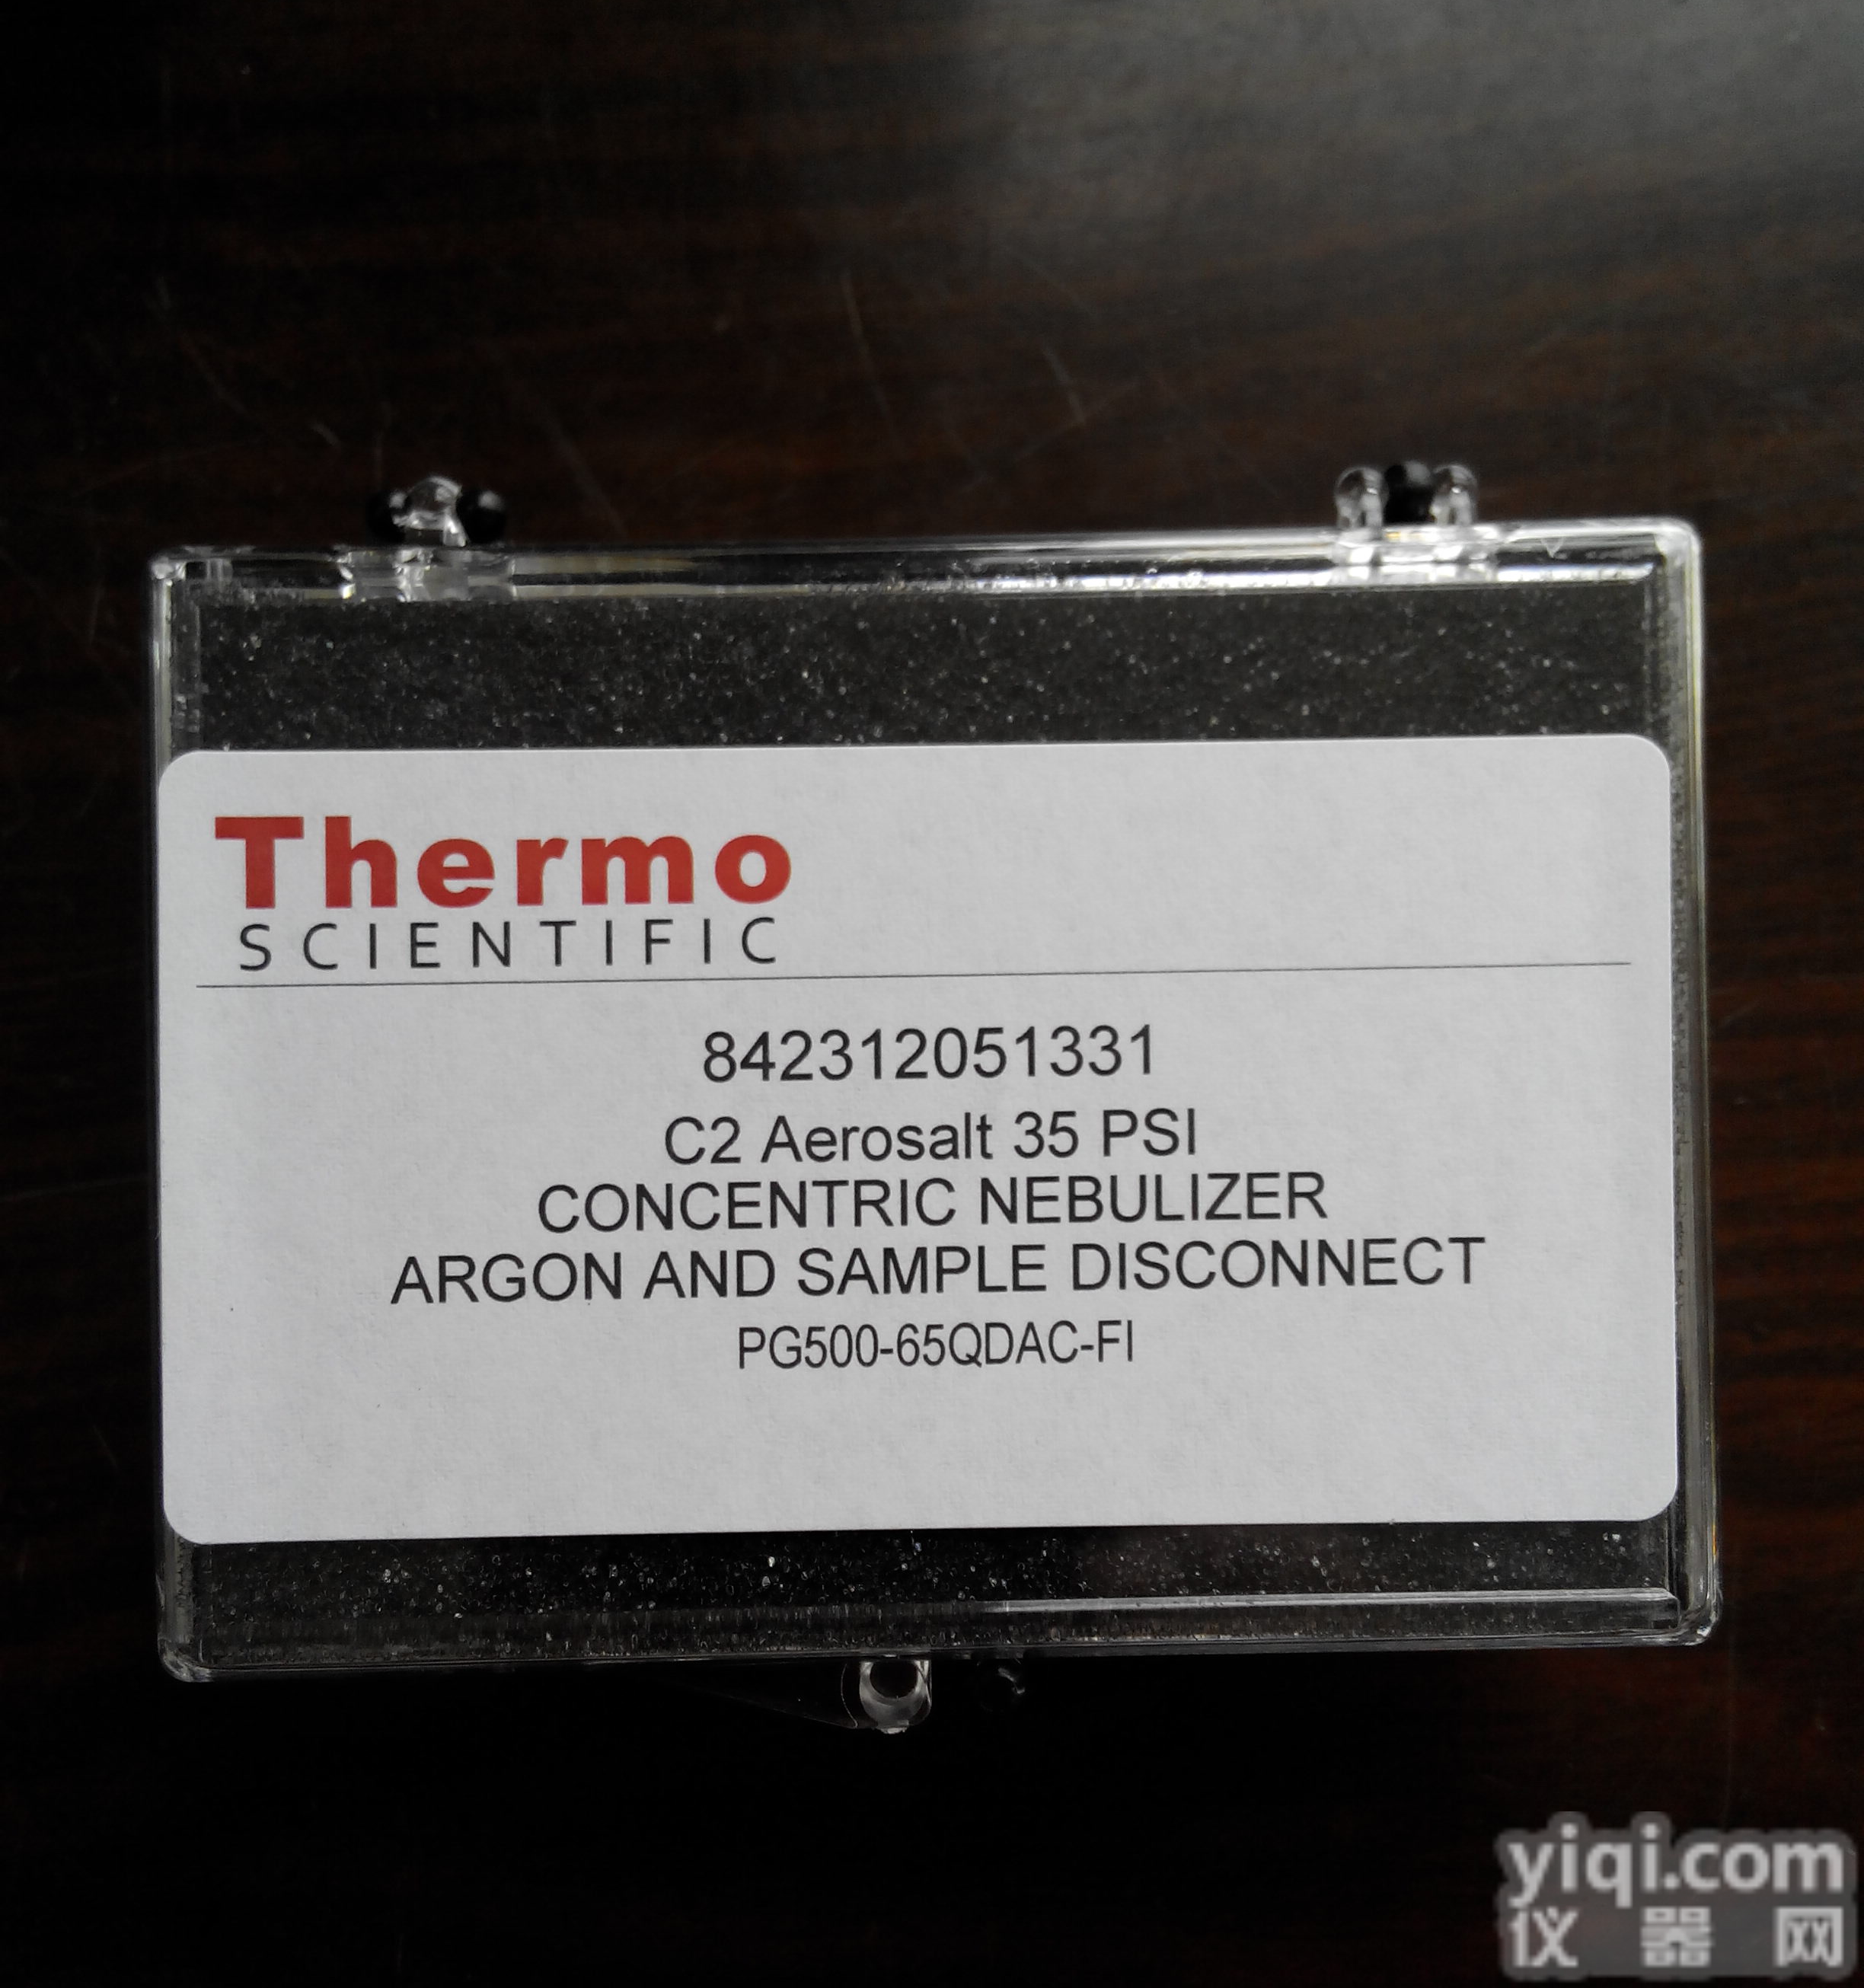 Thermo
SCIENTIFIC
842312051331
C2 Aerosalt 35 PSI
CONCENTRIC NEBULIZER
ARGON AND SAMPLE DISCONNECT
PG500-65QDAC-FI
yiqi.com
仪器网